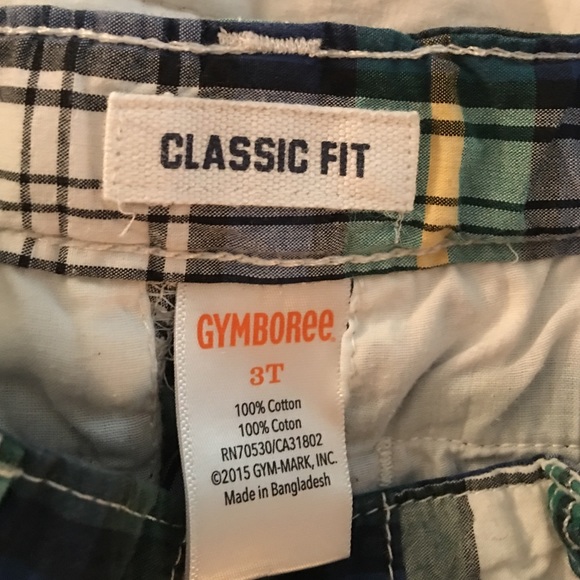 CLASSIC FIT
GYMBOREE
3T
100% Cotton
100% Coton
RN70530/CA31802
©2015 GYM-MARK, INC.
Made in Bangladesh